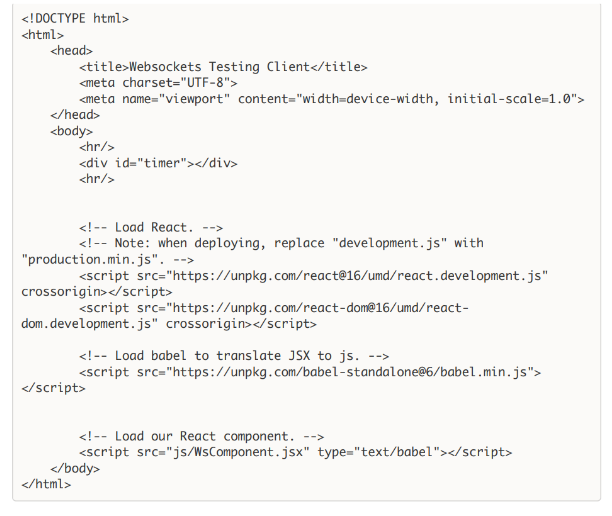 <!DOCTYPE html>
<html>
    <head>
        <title>Websockets Testing Client</title>
        <meta charset="UTF-8">
        <meta name="viewport" content="width=device-width, initial-scale=1.0">
    </head>
    <body>
        <hr/>
        <div id="timer"></div>
        <hr/>


        <!-- Load React. -->
        <!-- Note: when deploying, replace "development.js" with
"production.min.js". -->
        <script src="https://unpkg.com/react@16/umd/react.development.js"
crossorigin></script>
        <script src="https://unpkg.com/react-dom@16/umd/react-
dom.development.js" crossorigin></script>

        <!-- Load babel to translate JSX to js. -->
        <script src="https://unpkg.com/babel-standalone@6/babel.min.js">
</script>


        <!-- Load our React component. -->
        <script src="js/WsComponent.jsx" type="text/babel"></script>
    </body>
</html>